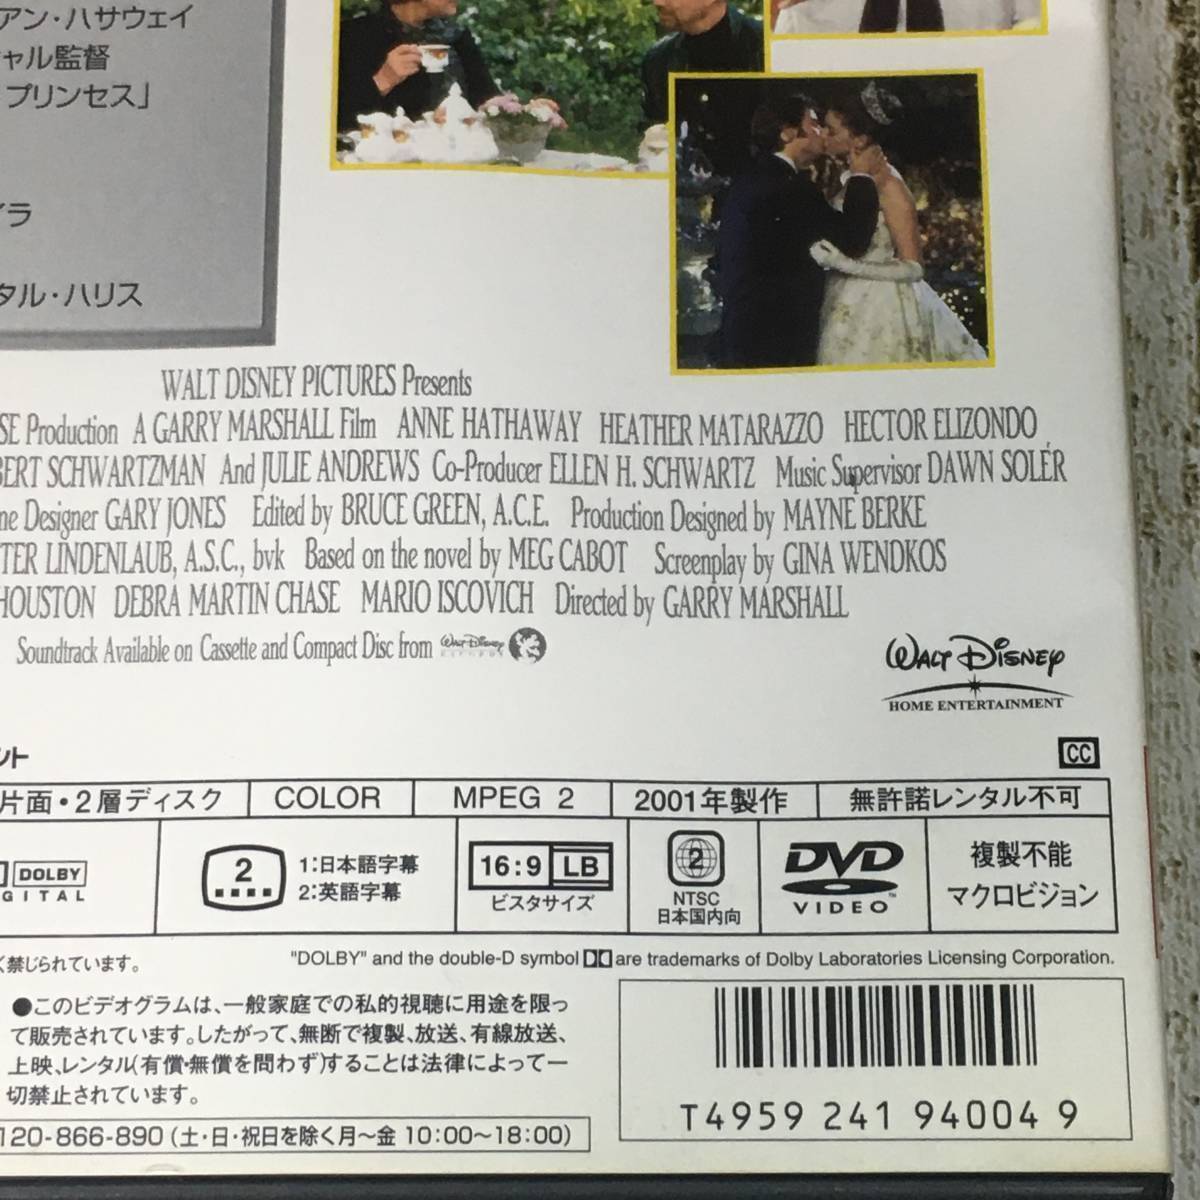 アン・ハサウェイ
シャル監督
プリンセス」
イラ
タル・ハリス
WALT DISNEY PICTURES Presents
SE Production A GARRY MARSHALL Film ANNE HATHAWAY HEATHER MATARAZZO HECTOR ELIZONDO
BERT SCHWARTZMAN And JULIE ANDREWS Co-Producer ELLEN H. SCHWARTZ Music Supervisor DAWN SOLÉR
me Designer GARY JONES Edited by BRUCE GREEN, A.C.E. Production Designed by MAYNE BERKE
TER LINDENLAUB, A.S.C., bvk Based on the novel by MEG CABOT Screenplay by GINA WENDKOS
HOUSTON DEBRA MARTIN CHASE MARIO ISCOVICH Directed by GARRY MARSHALL
Soundtrack Available on Cassette and Compact Disc from WALT DISNEY RECORDS
WALT DISNEY
HOME ENTERTAINMENT
ント
CC
片面・2層ディスク COLOR MPEG 2 2001年製作 無許諾レンタル不可
DOLBY
GITAL
2
1:日本語字幕
2:英語字幕
16:9 LB
ビスタサイズ
2
NTSC
日本国内向
DVD
VIDEO™
複製不能
マクロビジョン
く禁じられています。
"DOLBY" and the double-D symbol are trademarks of Dolby Laboratories Licensing Corporation.
●このビデオグラムは、一般家庭での私的視聴に用途を限っ
て販売されています。したがって、無断で複製、放送、有線放送、
上映、レンタル(有償・無償を問わず)することは法律によって一
切禁止されています。
120-866-890 (土・日・祝日を除く月〜金 10:00〜18:00)
T4959 241 94004 9